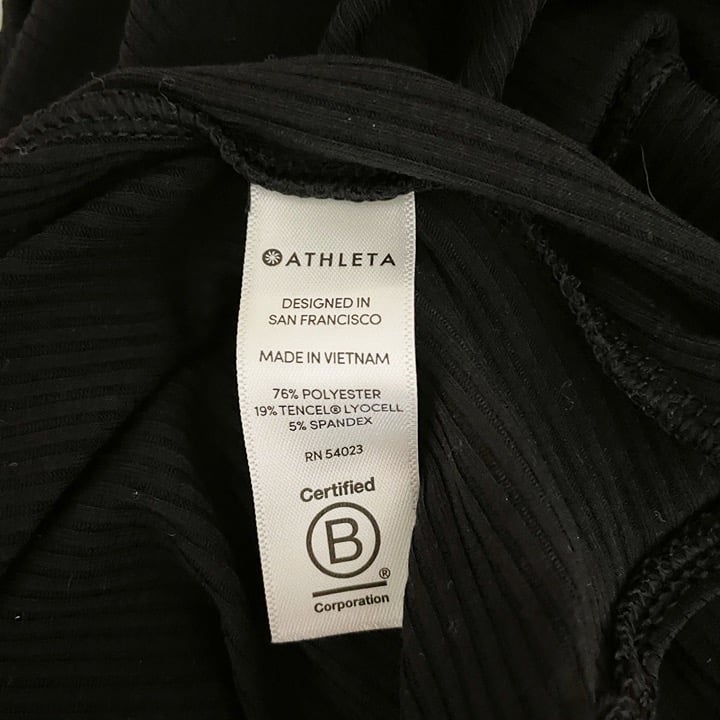 ATHLETA
DESIGNED IN
SAN FRANCISCO
MADE IN VIETNAM
76% POLYESTER
19% TENCEL® LYOCELL
5% SPANDEX
RN 54023
Certified
B
®
Corporation